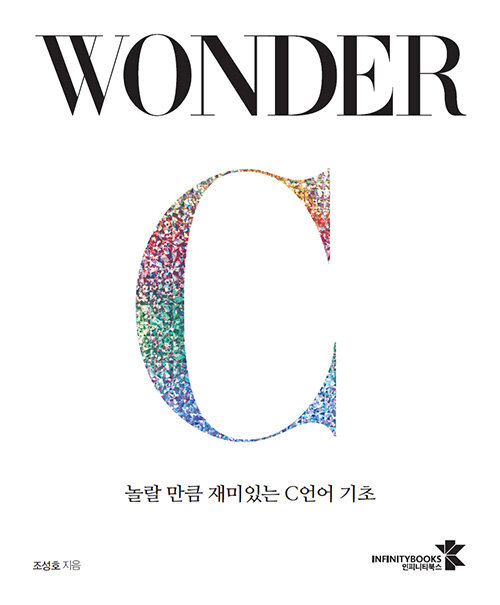 WONDER
C
놀랄 만큼 재미있는 C언어 기초
조성호 지음
INFINITYBOOKS
인피니티북스